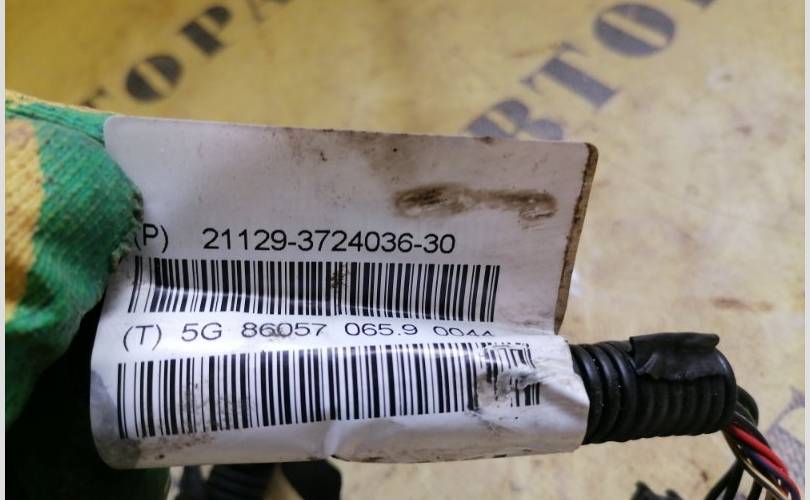 (P) 21129-3724036-30
(T) 5G 86057 065.9 0044